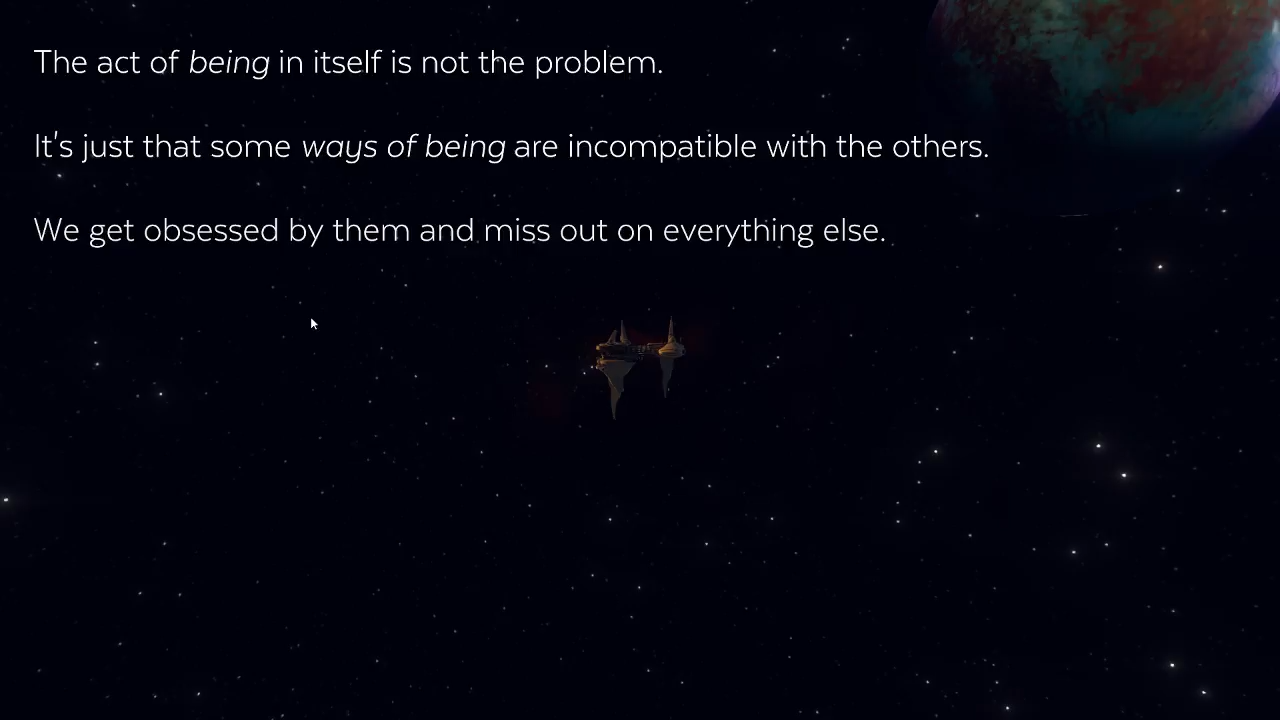 The act of being in itself is not the problem.
It's just that some ways of being are incompatible with the others.
We get obsessed by them and miss out on everything else.